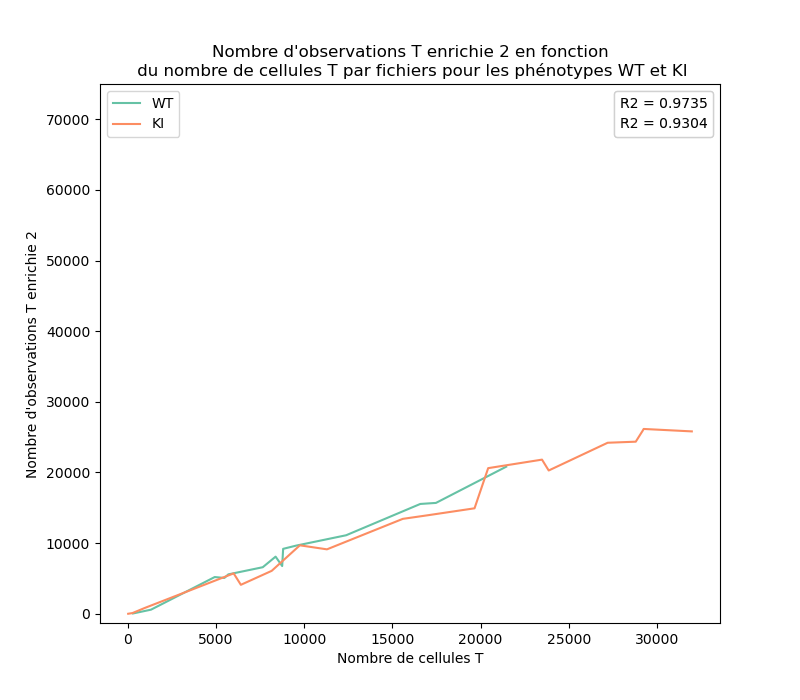 Nombre d'observations T enrichie 2 en fonction
du nombre de cellules T par fichiers pour les phénotypes WT et KI
WT
KI
R2 = 0.9735
R2 = 0.9304
70000
60000
50000
40000
30000
20000
10000
0
Nombre d'observations T enrichie 2
0
5000
10000
15000
20000
25000
30000
Nombre de cellules T